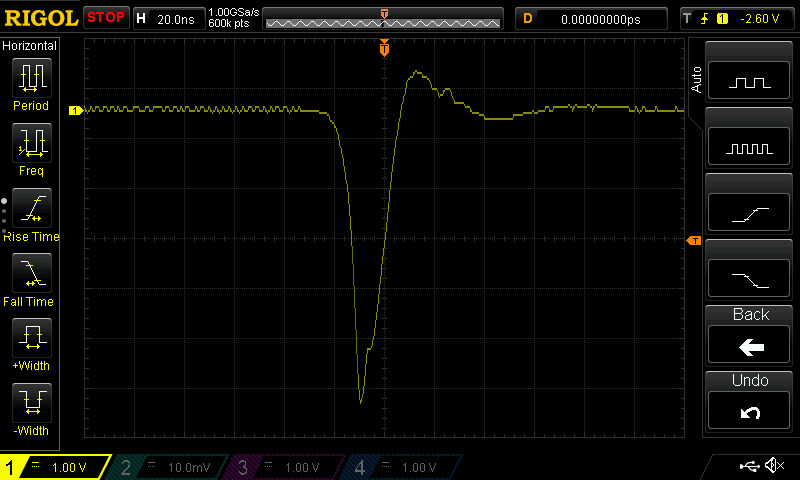 RIGOL STOP H 20.0ns 1.00GSa/s 600k pts T D 0.00000000ps T 1 -2.60 V
Horizontal
Period
Freq
Rise Time
Fall Time
+Width
-Width
1
T
T
Auto
Back
Undo
1 1.00 V 2 10.0mV 3 1.00 V 4 1.00 V